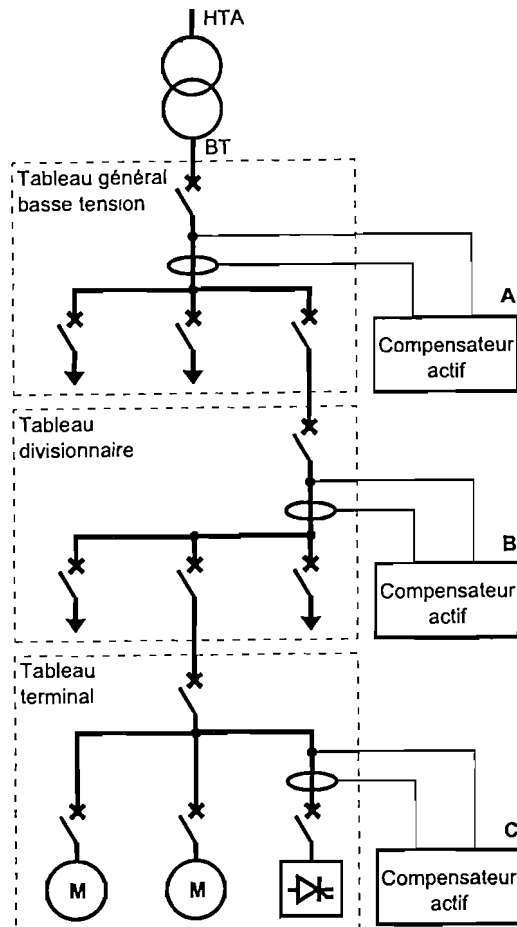 HTA
BT
Tableau général
basse tension
A
Compensateur
actif
Tableau
divisionnaire
B
Compensateur
actif
Tableau
terminal
C
M
M
Compensateur
actif